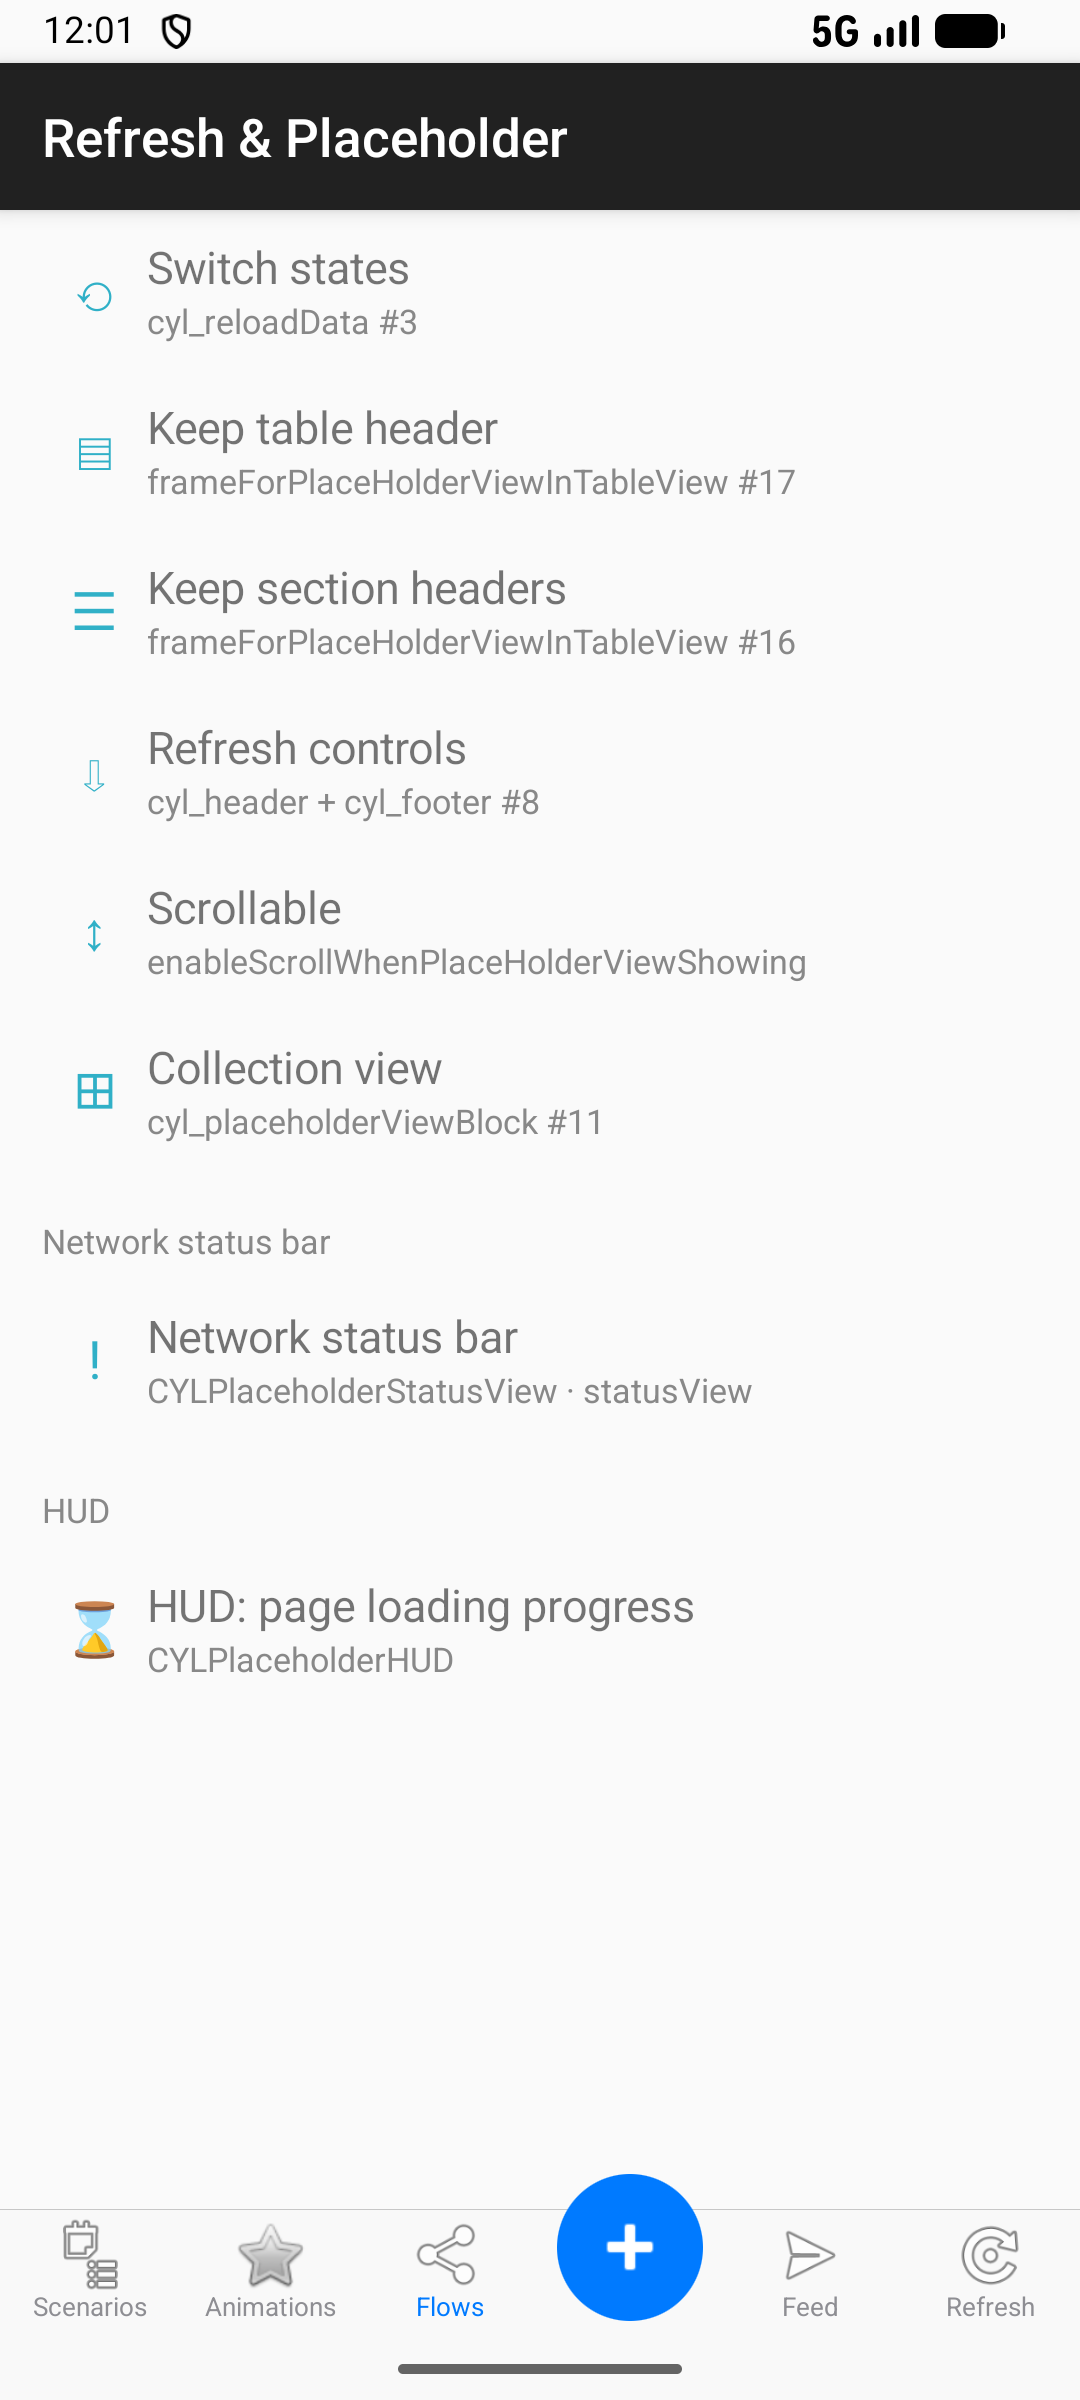 12:01
5G
Refresh & Placeholder
Switch states
cyl_reloadData #3
Keep table header
frameForPlaceHolderViewInTableView #17
Keep section headers
frameForPlaceHolderViewInTableView #16
Refresh controls
cyl_header + cyl_footer #8
Scrollable
enableScrollWhenPlaceHolderViewShowing
Collection view
cyl_placeholderViewBlock #11
Network status bar
Network status bar
CYLPlaceholderStatusView · statusView
HUD
HUD: page loading progress
CYLPlaceholderHUD
Scenarios
Animations
Flows
Feed
Refresh